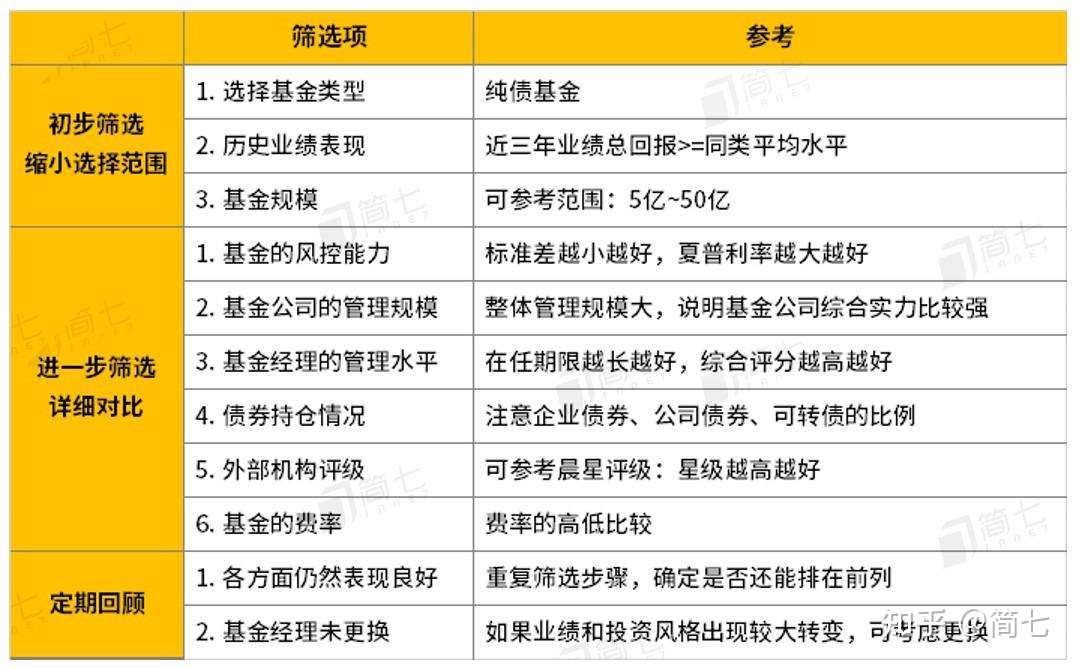 筛选项 参考
初步筛选
缩小选择范围
1. 选择基金类型 纯债基金
2. 历史业绩表现 近三年业绩总回报>=同类平均水平
3. 基金规模 可参考范围：5亿~50亿
进一步筛选
详细对比
1. 基金的风控能力 标准差越小越好，夏普利率越大越好
2. 基金公司的管理规模 整体管理规模大，说明基金公司综合实力比较强
3. 基金经理的管理水平 在任期限越长越好，综合评分越高越好
4. 债券持仓情况 注意企业债券、公司债券、可转债的比例
5. 外部机构评级 可参考晨星评级：星级越高越好
6. 基金的费率 费率的高低比较
定期回顾
1. 各方面仍然表现良好 重复筛选步骤，确定是否还能排在前列
2. 基金经理未更换 如果业绩和投资风格出现较大转变，可考虑更换
知乎 @简七
简七